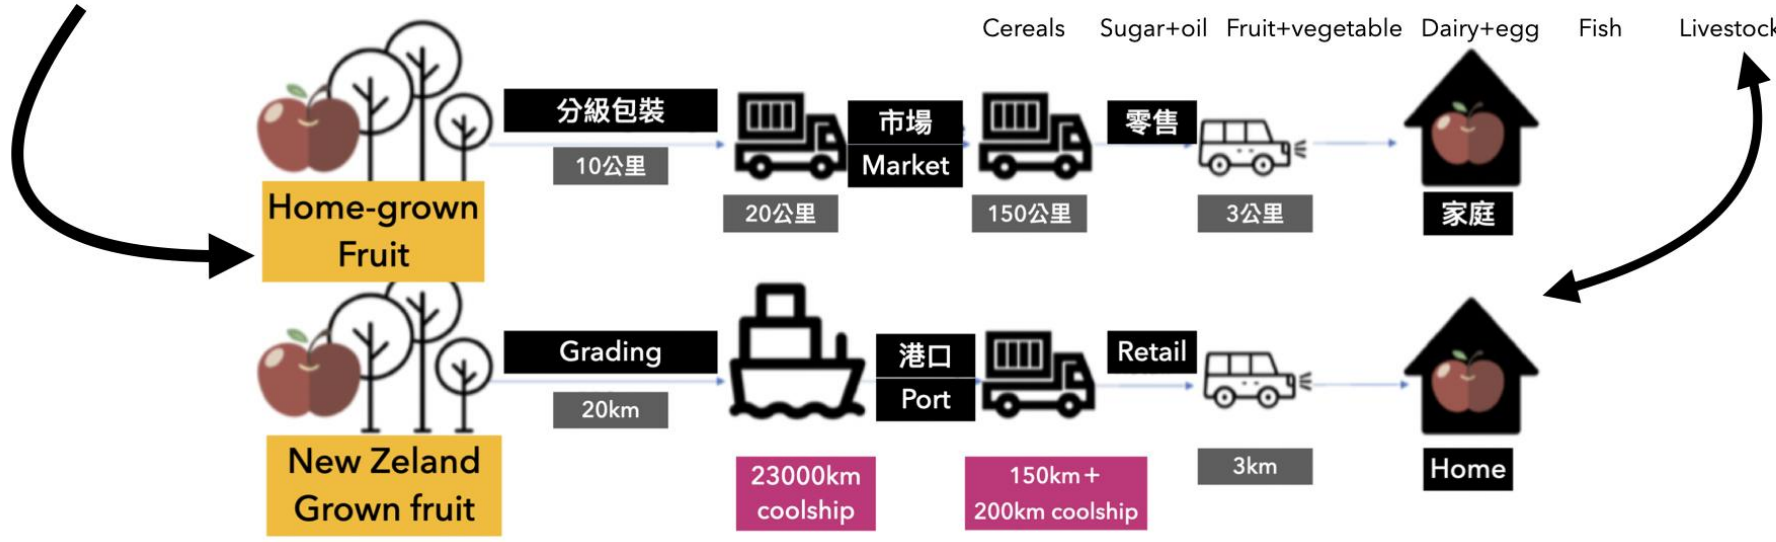 Cereals Sugar+oil Fruit+vegetable Dairy+egg Fish Livestock
分級包裝
10公里
市場
Market
零售
20公里
150公里
3公里
家庭
Home-grown
Fruit
Grading
20km
港口
Port
Retail
New Zeland
Grown fruit
23000km
coolship
150km+
200km coolship
3km
Home